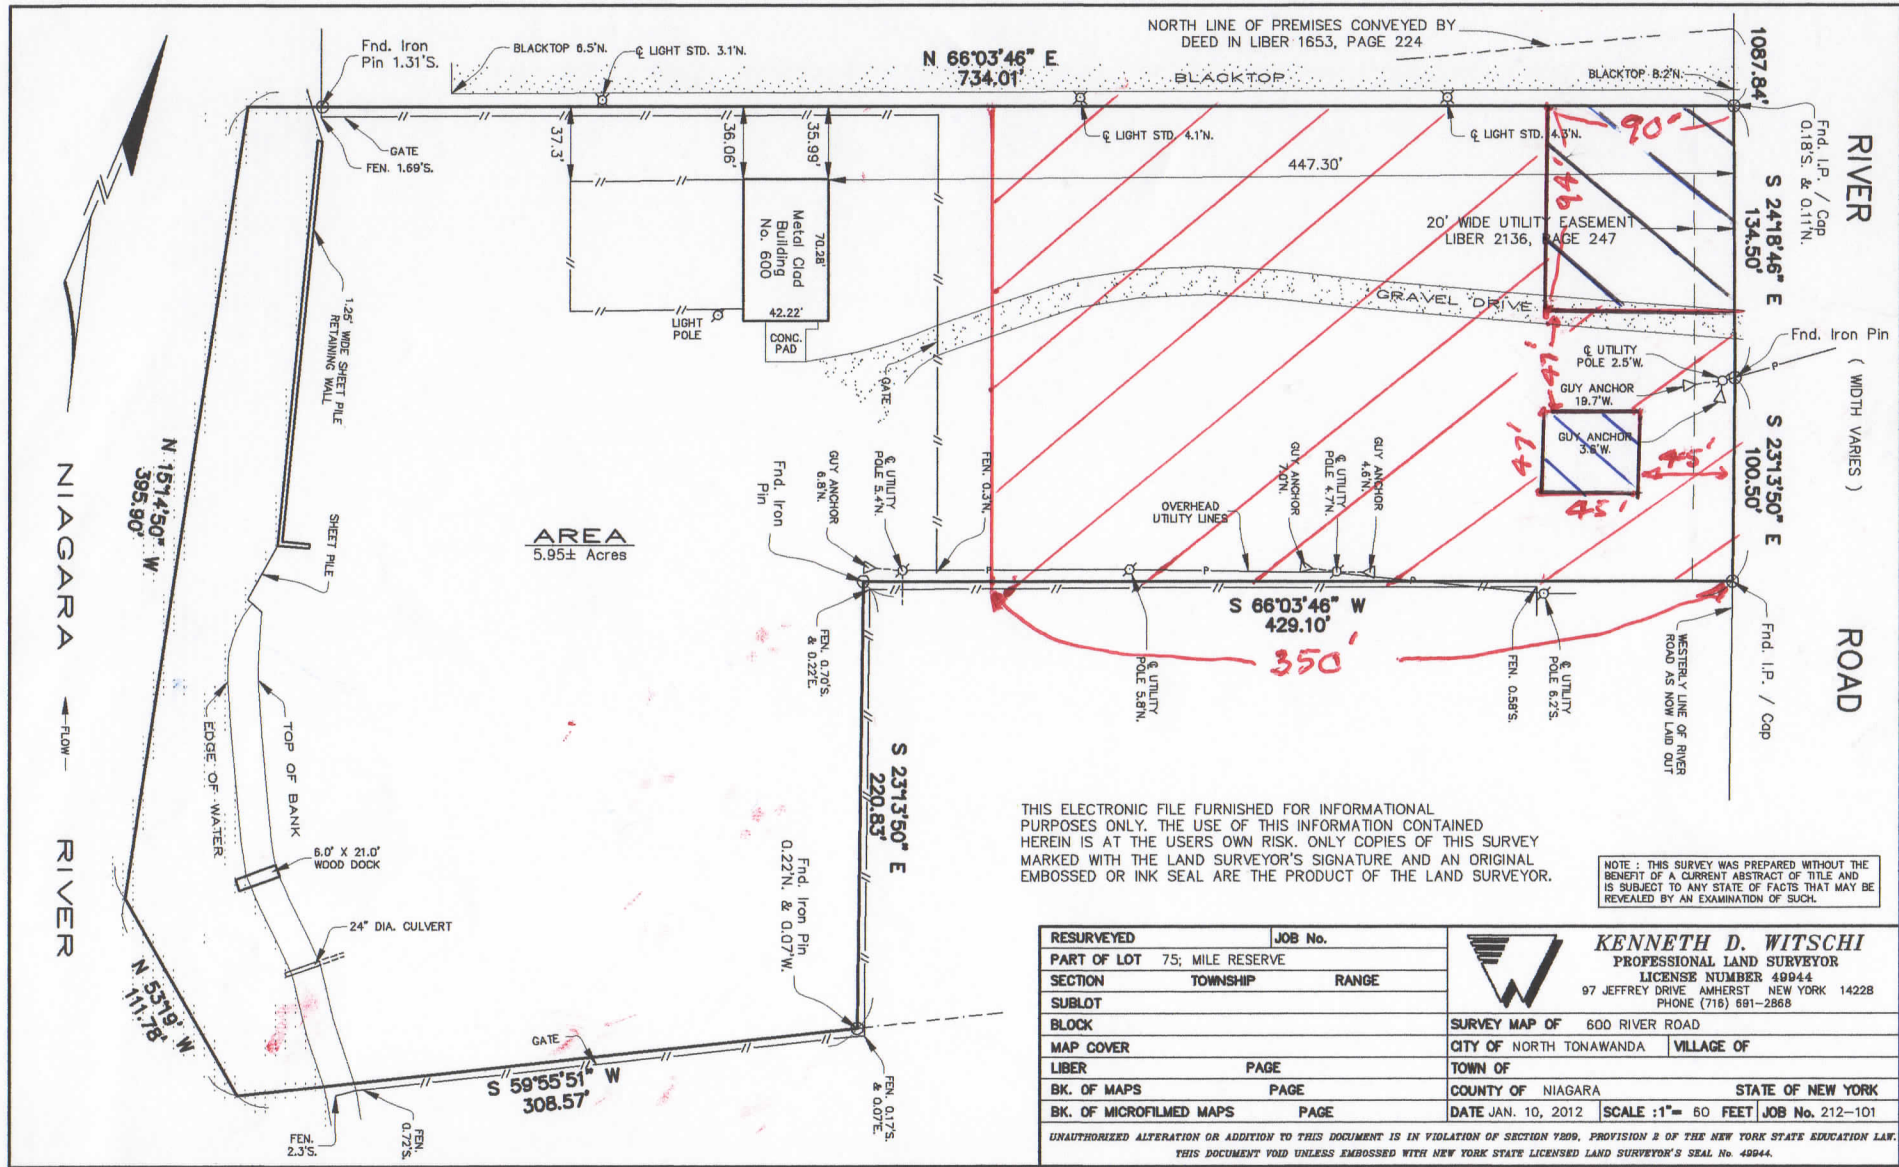 NORTH LINE OF PREMISES CONVEYED BY
DEED IN LIBER 1653, PAGE 224
1087.84'
Fnd. Iron
Pin 1.31'S.
BLACKTOP 6.5'N.
℄ LIGHT STD. 3.1'N.
N 66°03'46" E
734.01'
BLACKTOP
BLACKTOP 8.2'N.
Fnd. I.P. / Cap
0.18'S. & 0.11'N.
RIVER
GATE
FEN. 1.69'S.
37.3'
36.06'
35.99'
℄ LIGHT STD. 4.1'N.
℄ LIGHT STD. 4.3'N.
90'
447.30'
94'
S 24°18'46" E
134.50'
20' WIDE UTILITY EASEMENT
LIBER 2136, PAGE 247
70.28'
Metal Clad
Building
No. 600
42.22'
CONC.
PAD
LIGHT
POLE
GRAVEL DRIVE
GATE
1.25' WIDE SHEET PILE
RETAINING WALL
Fnd. Iron Pin
( WIDTH VARIES )
℄ UTILITY
POLE 2.5'W.
GUY ANCHOR
19.7'W.
47'
GUY ANCHOR
3.8'W.
47'
45'
45'
S 23°13'50" E
100.50'
N 15°14'50" W
395.90'
NIAGARA
FLOW
RIVER
SHEET PILE
AREA
5.95± Acres
Fnd. Iron
Pin
GUY ANCHOR
6.8'N.
℄ UTILITY
POLE 5.4'N.
FEN. 0.3'N.
OVERHEAD
UTILITY LINES
GUY ANCHOR
7.0'N.
℄ UTILITY
POLE 4.7'N.
GUY ANCHOR
4.6'N.
P
P
P
P
S 66°03'46" W
429.10'
350'
FEN. 0.70'S.
& 0.22'E.
℄ UTILITY
POLE 5.8'N.
FEN. 0.58'S.
℄ UTILITY
POLE 6.2'S.
WESTERLY LINE OF RIVER
ROAD AS NOW LAID OUT
Fnd. I.P. / Cap
ROAD
TOP OF BANK
EDGE OF WATER
S 23°13'50" E
220.83'
6.0' X 21.0'
WOOD DOCK
24" DIA. CULVERT
Fnd. Iron Pin
0.22'N. & 0.07'W.
N 53°19' W
111.78'
GATE
S 59°55'51" W
308.57'
FEN.
2.3'S.
FEN.
0.72'S.
FEN. 0.17'S.
& 0.07'E.
THIS ELECTRONIC FILE FURNISHED FOR INFORMATIONAL
PURPOSES ONLY. THE USE OF THIS INFORMATION CONTAINED
HEREIN IS AT THE USERS OWN RISK. ONLY COPIES OF THIS SURVEY
MARKED WITH THE LAND SURVEYOR'S SIGNATURE AND AN ORIGINAL
EMBOSSED OR INK SEAL ARE THE PRODUCT OF THE LAND SURVEYOR.
NOTE : THIS SURVEY WAS PREPARED WITHOUT THE
BENEFIT OF A CURRENT ABSTRACT OF TITLE AND
IS SUBJECT TO ANY STATE OF FACTS THAT MAY BE
REVEALED BY AN EXAMINATION OF SUCH.
RESURVEYED JOB No.
PART OF LOT 75; MILE RESERVE
SECTION TOWNSHIP RANGE
SUBLOT
BLOCK
MAP COVER
LIBER PAGE
BK. OF MAPS PAGE
BK. OF MICROFILMED MAPS PAGE
KENNETH D. WITSCHI
PROFESSIONAL LAND SURVEYOR
LICENSE NUMBER 49944
97 JEFFREY DRIVE AMHERST NEW YORK 14228
PHONE (716) 691-2868
SURVEY MAP OF 600 RIVER ROAD
CITY OF NORTH TONAWANDA VILLAGE OF
TOWN OF
COUNTY OF NIAGARA STATE OF NEW YORK
DATE JAN. 10, 2012 SCALE :1"= 60 FEET JOB No. 212-101
UNAUTHORIZED ALTERATION OR ADDITION TO THIS DOCUMENT IS IN VIOLATION OF SECTION 7209, PROVISION 2 OF THE NEW YORK STATE EDUCATION LAW.
THIS DOCUMENT VOID UNLESS EMBOSSED WITH NEW YORK STATE LICENSED LAND SURVEYOR'S SEAL No. 49944.